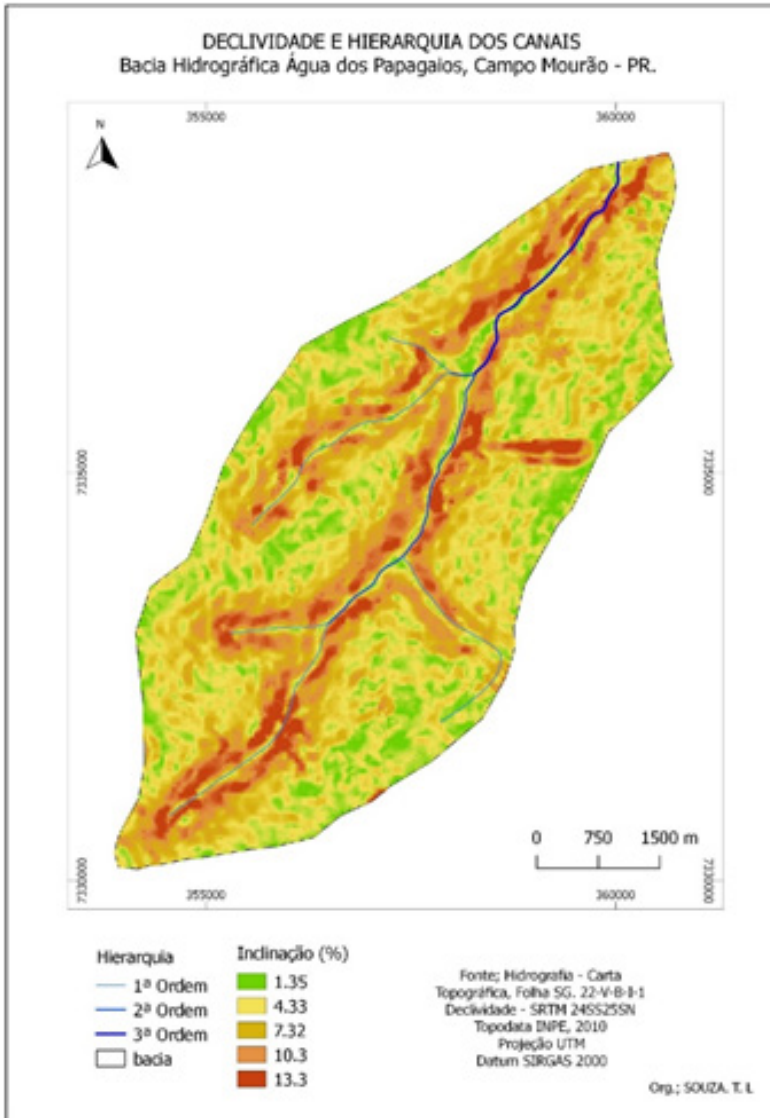 DECLIVIDADE E HIERARQUIA DOS CANAIS
Bacia Hidrográfica Água dos Papagaios, Campo Mourão - PR.
355000
360000
N
7335000
7335000
0 750 1500 m
7330000
7330000
355000
360000
Hierarquia
1ª Ordem
2ª Ordem
3ª Ordem
bacia
Inclinação (%)
1.35
4.33
7.32
10.3
13.3
Fonte; Hidrografia - Carta
Topográfica, Folha SG. 22-V-B-I-1
Declividade - SRTM 24S525SN
Topodata INPE, 2010
Projeção UTM
Datum SIRGAS 2000
Org.; SOUZA. T. L